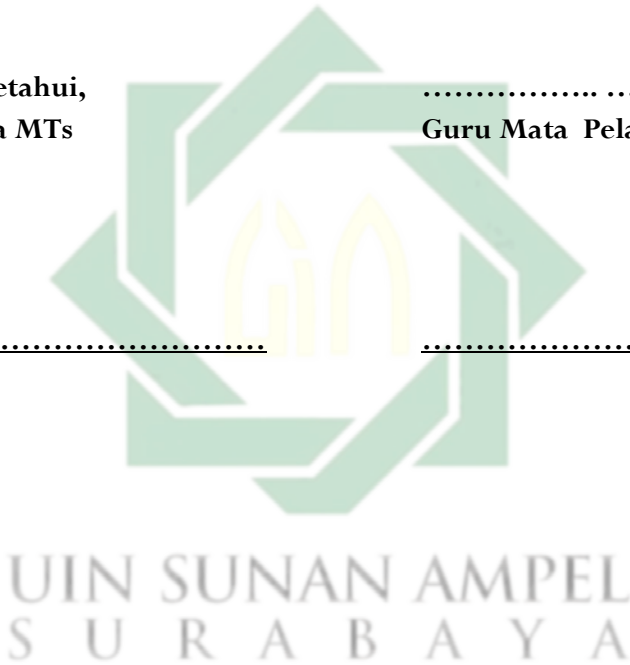 etahui,
a MTs
……………... …
Guru Mata Pela
……………………………
…………………………
UIN SUNAN AMPEL
S U R A B A Y A